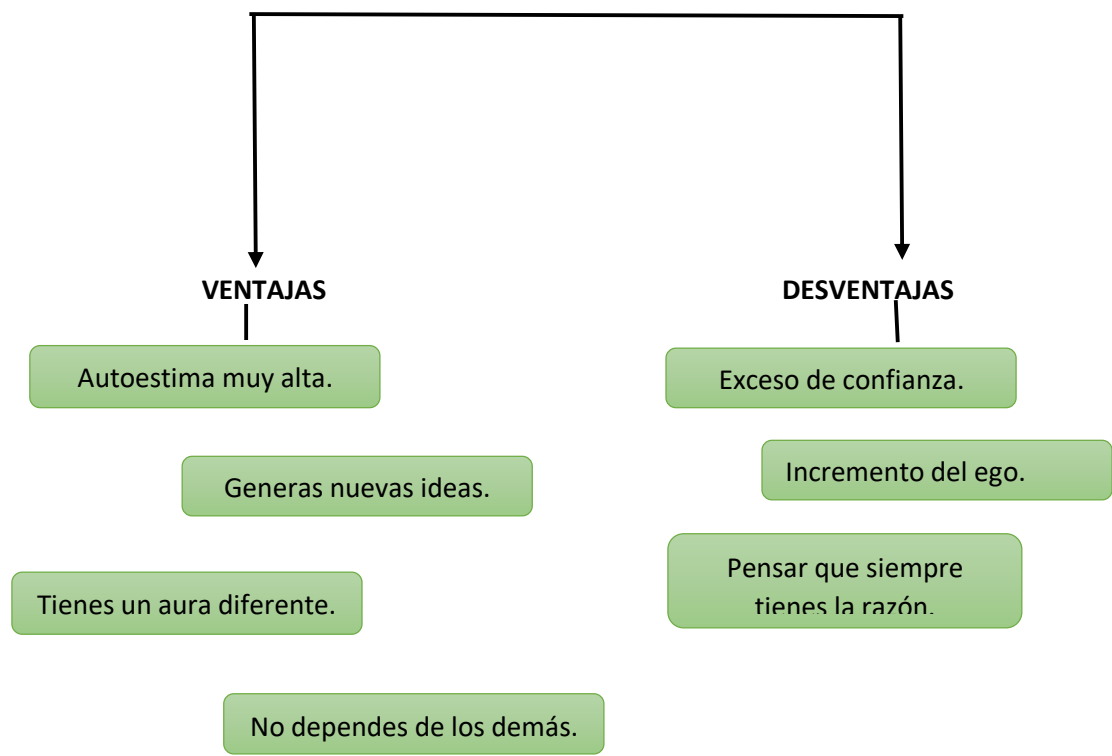 VENTAJAS
Autoestima muy alta.
Generas nuevas ideas.
Tienes un aura diferente.
No dependes de los demás.
DESVENTAJAS
Exceso de confianza.
Incremento del ego.
Pensar que siempre
tienes la razón.